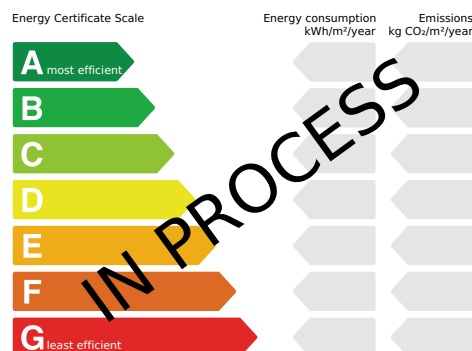 Energy Certificate Scale
Energy consumption
kWh/m²/year
Emissions
kg CO₂/m²/year
A most efficient
B
C
D
E
F
G least efficient
IN PROCESS